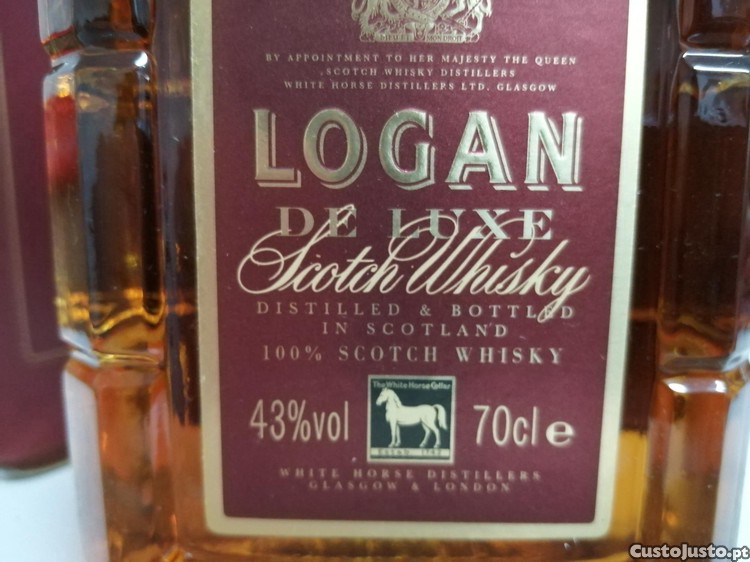 BY APPOINTMENT TO HER MAJESTY THE QUEEN
SCOTCH WHISKY DISTILLERS
WHITE HORSE DISTILLERS LTD. GLASGOW
LOGAN
DE LUXE
Scotch Whisky
DISTILLED & BOTTLED
IN SCOTLAND
100% SCOTCH WHISKY
The White Horse Cellar
43%vol
70cl e
Estab. 1742
WHITE HORSE DISTILLERS
GLASGOW & LONDON
CustoJusto.pt